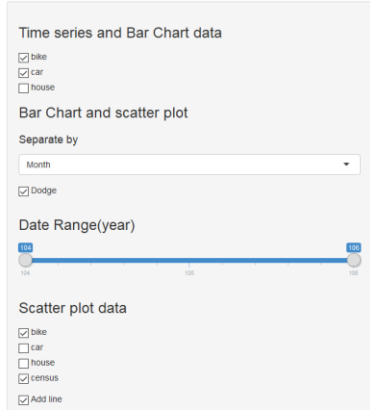 Time series and Bar Chart data
bike
car
house
Bar Chart and scatter plot
Separate by
Month
Dodge
Date Range(year)
104 106
104 105 106
Scatter plot data
bike
car
house
census
Add line